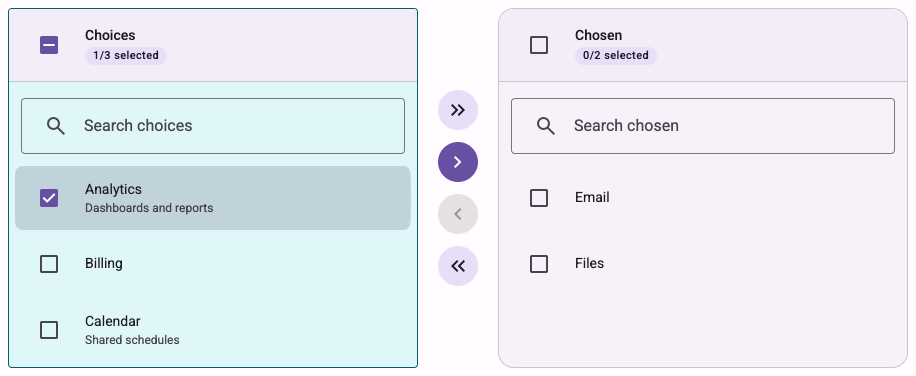 Choices
1/3 selected
Search choices
Analytics
Dashboards and reports
Billing
Calendar
Shared schedules
Chosen
0/2 selected
Search chosen
Email
Files